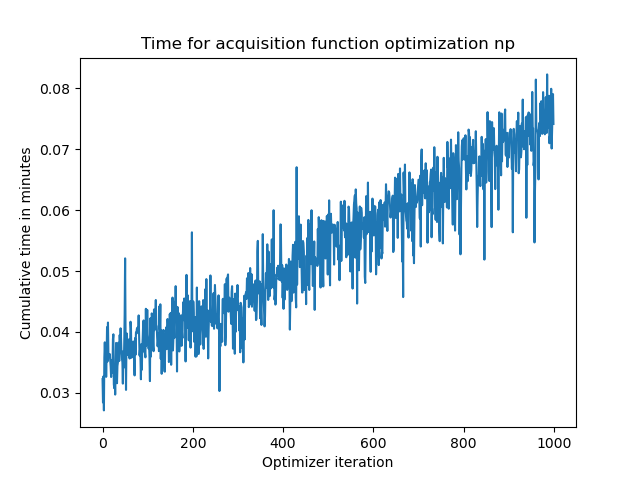 Time for acquisition function optimization np
Cumulative time in minutes
0.08
0.07
0.06
0.05
0.04
0.03
0 200 400 600 800 1000
Optimizer iteration